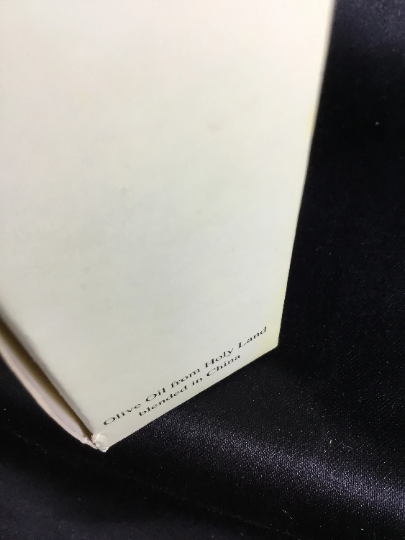 Olive Oil from Holy Land
blended in China